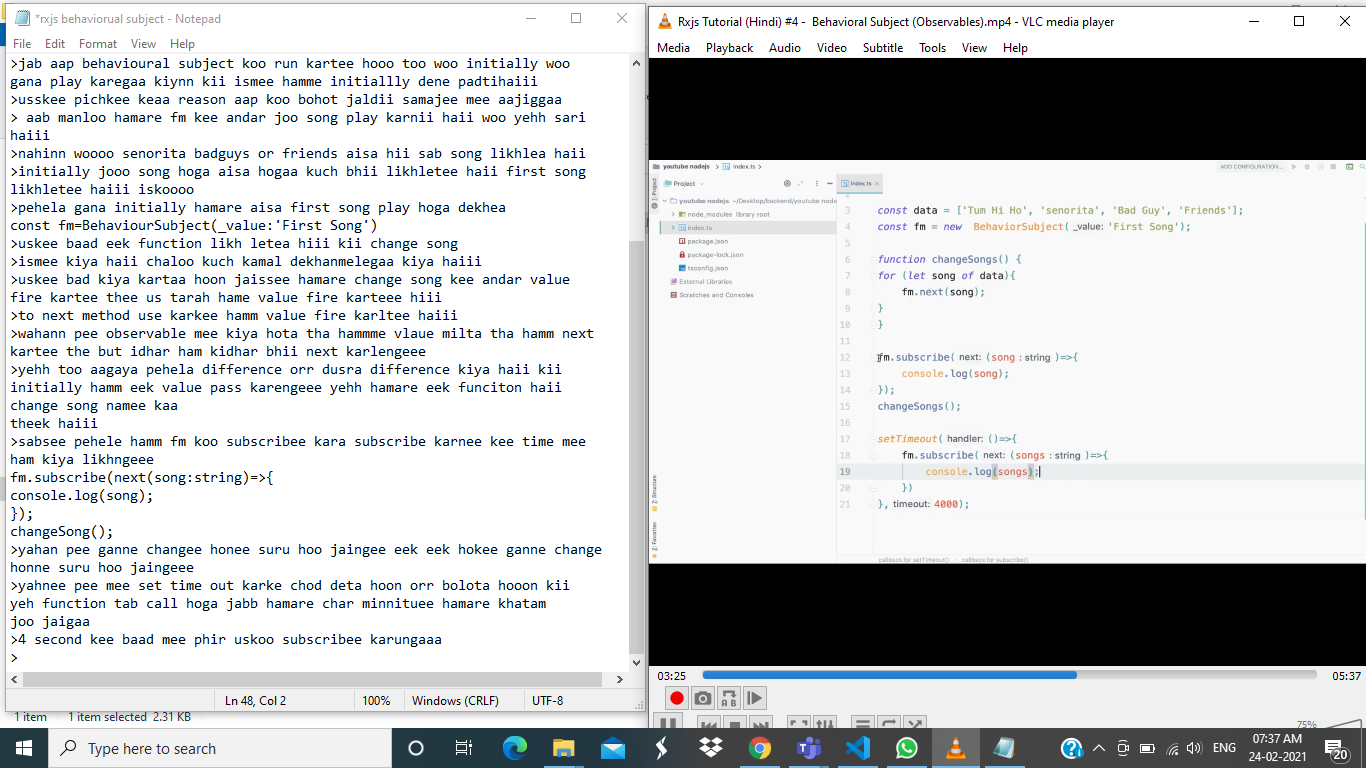 *rxjs behaviorual subject - Notepad
File Edit Format View Help
>jab aap behavioural subject koo run kartee hooo too woo initially woo
gana play karegaa kiynn kii ismee hamme initiallly dene padtihaiii
>usskee pichkee keaa reason aap koo bohot jaldii samajee mee aajiggaa
> aab manloo hamare fm kee andar joo song play karnii haii woo yehh sari
haiii
>nahinn woooo senorita badguys or friends aisa hii sab song likhlea haii
>initially jooo song hoga aisa hogaa kuch bhii likhletee haii first song
likhletee haiii iskoooo
>pehela gana initially hamare aisa first song play hoga dekhea
const fm=BehaviourSubject(_value:'First Song')
>uskee baad eek function likh letea hiii kii change song
>ismee kiya haii chaloo kuch kamal dekhanmelegaa kiya haiii
>uskee bad kiya kartaa hoon jaissee hamare change song kee andar value
fire kartee thee us tarah hame value fire karteee hiii
>to next method use karkee hamm value fire karltee haiii
>wahann pee observable mee kiya hota tha hammme vlaue milta tha hamm next
kartee the but idhar ham kidhar bhii next karlengeee
>yehh too aagaya pehela difference orr dusra difference kiya haii kii
initially hamm eek value pass karengeee yehh hamare eek funciton haii
change song namee kaa
theek haiii
>sabsee pehele hamm fm koo subscribee kara subscribe karnee kee time mee
ham kiya likhngeee
fm.subscribe(next(song:string)=>{
console.log(song);
});
changeSong();
>yahan pee ganne changee honee suru hoo jaingee eek eek hokee ganne change
honne suru hoo jaingeee
>yahnee pee mee set time out karke chod deta hoon orr bolota hooon kii
yeh function tab call hoga jabb hamare char minnituee hamare khatam
joo jaigaa
>4 second kee baad mee phir uskoo subscribee karungaaa
>
Ln 48, Col 2 100% Windows (CRLF) UTF-8
1 item 1 item selected 2.31 KB
Rxjs Tutorial (Hindi) #4 - Behavioral Subject (Observables).mp4 - VLC media player
Media Playback Audio Video Subtitle Tools View Help
youtube nodejs > index.ts >
ADD CONFIGURATION...
Project
index.ts
youtube nodejs ~/Desktop/backend/youtube node
node_modules library root
index.ts
package.json
package-lock.json
tsconfig.json
External Libraries
Scratches and Consoles
1: Project
Z: Structure
2: Favorites
3 const data = ['Tum Hi Ho', 'senorita', 'Bad Guy', 'Friends'];
4 const fm = new BehaviorSubject( _value: 'First Song');
5
6 function changeSongs() {
7 for (let song of data){
8 fm.next(song);
9 }
10 }
11
12 fm.subscribe( next: (song : string )=>{
13 console.log(song);
14 });
15 changeSongs();
16
17 setTimeout( handler: ()=>{
18 fm.subscribe( next: (songs : string )=>{
19 console.log(songs);
20 })
21 }, timeout: 4000);
callback for setTimeout() > callback for subscribe()
03:25 05:37
75%
Type here to search
ENG
07:37 AM
24-02-2021
20